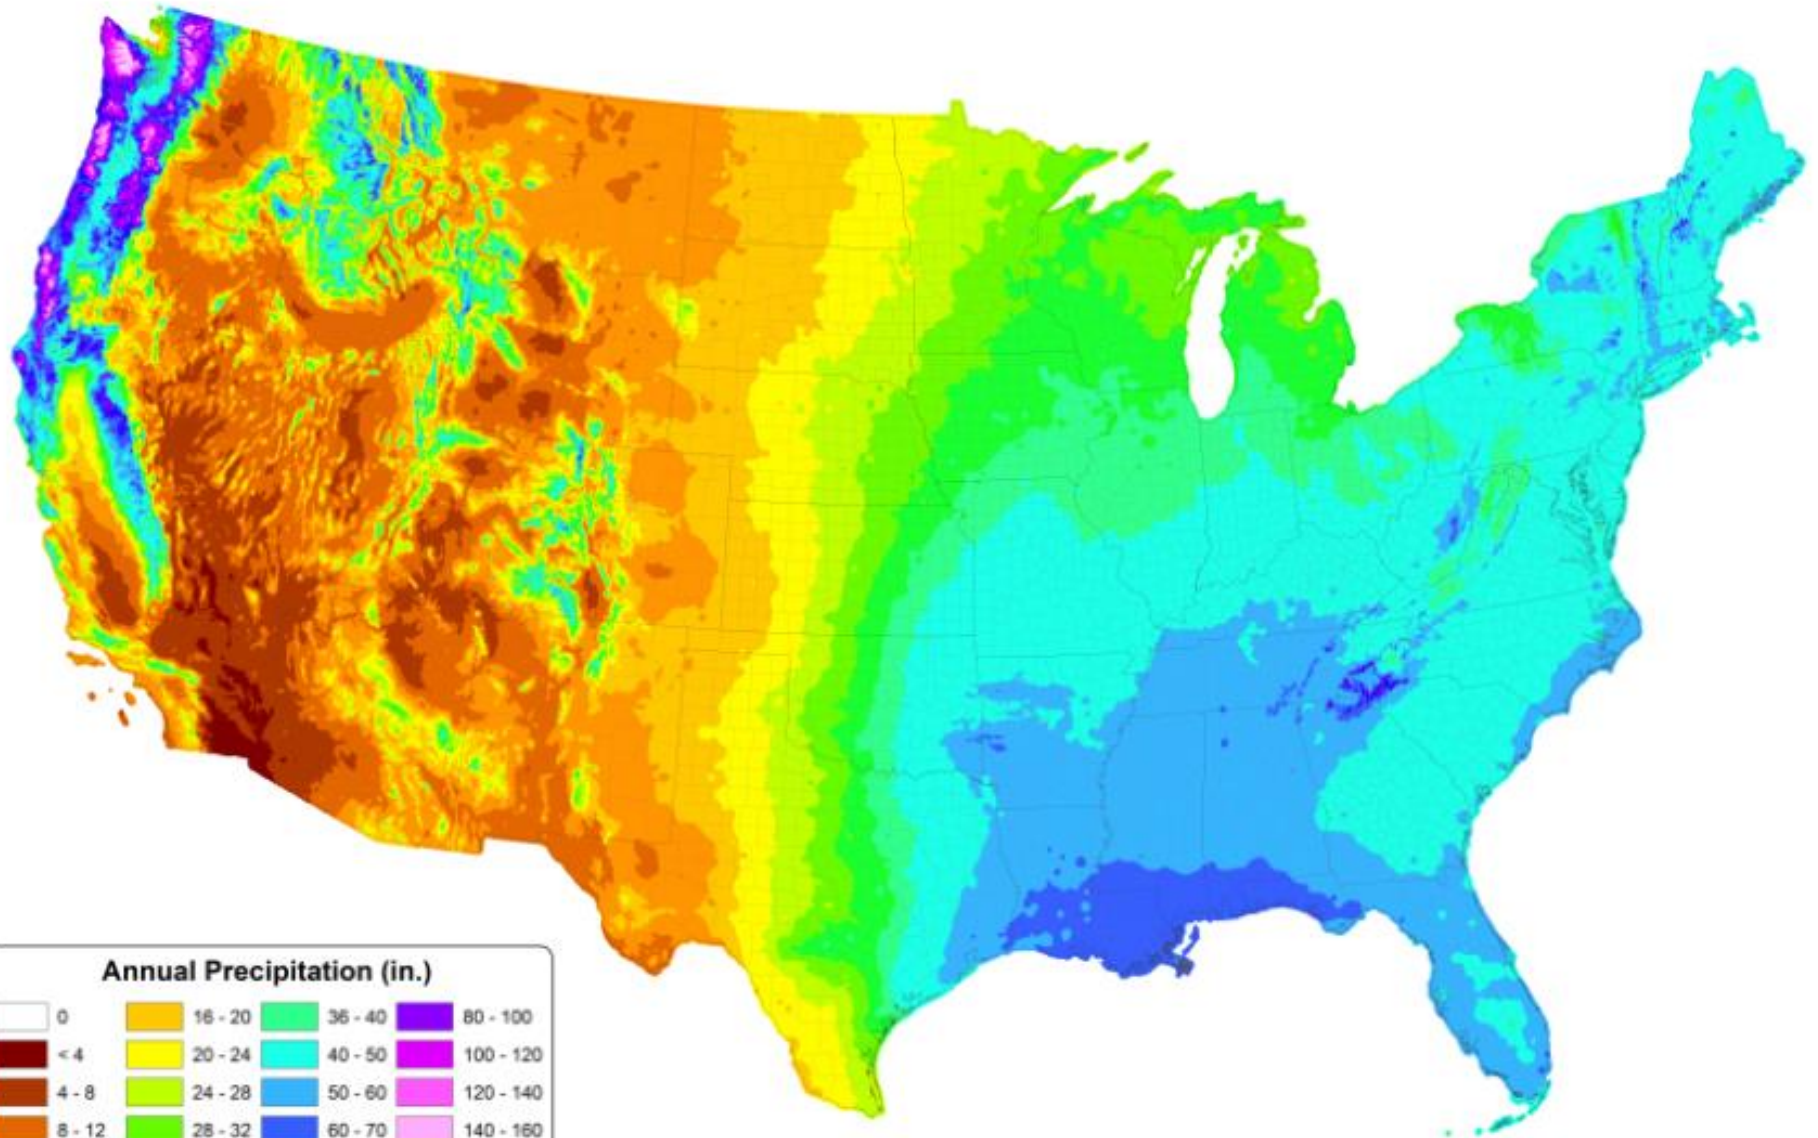 Annual Precipitation (in.)
0 16 - 20 36 - 40 80 - 100
< 4 20 - 24 40 - 50 100 - 120
4 - 8 24 - 28 50 - 60 120 - 140
8 - 12 28 - 32 60 - 70 140 - 160